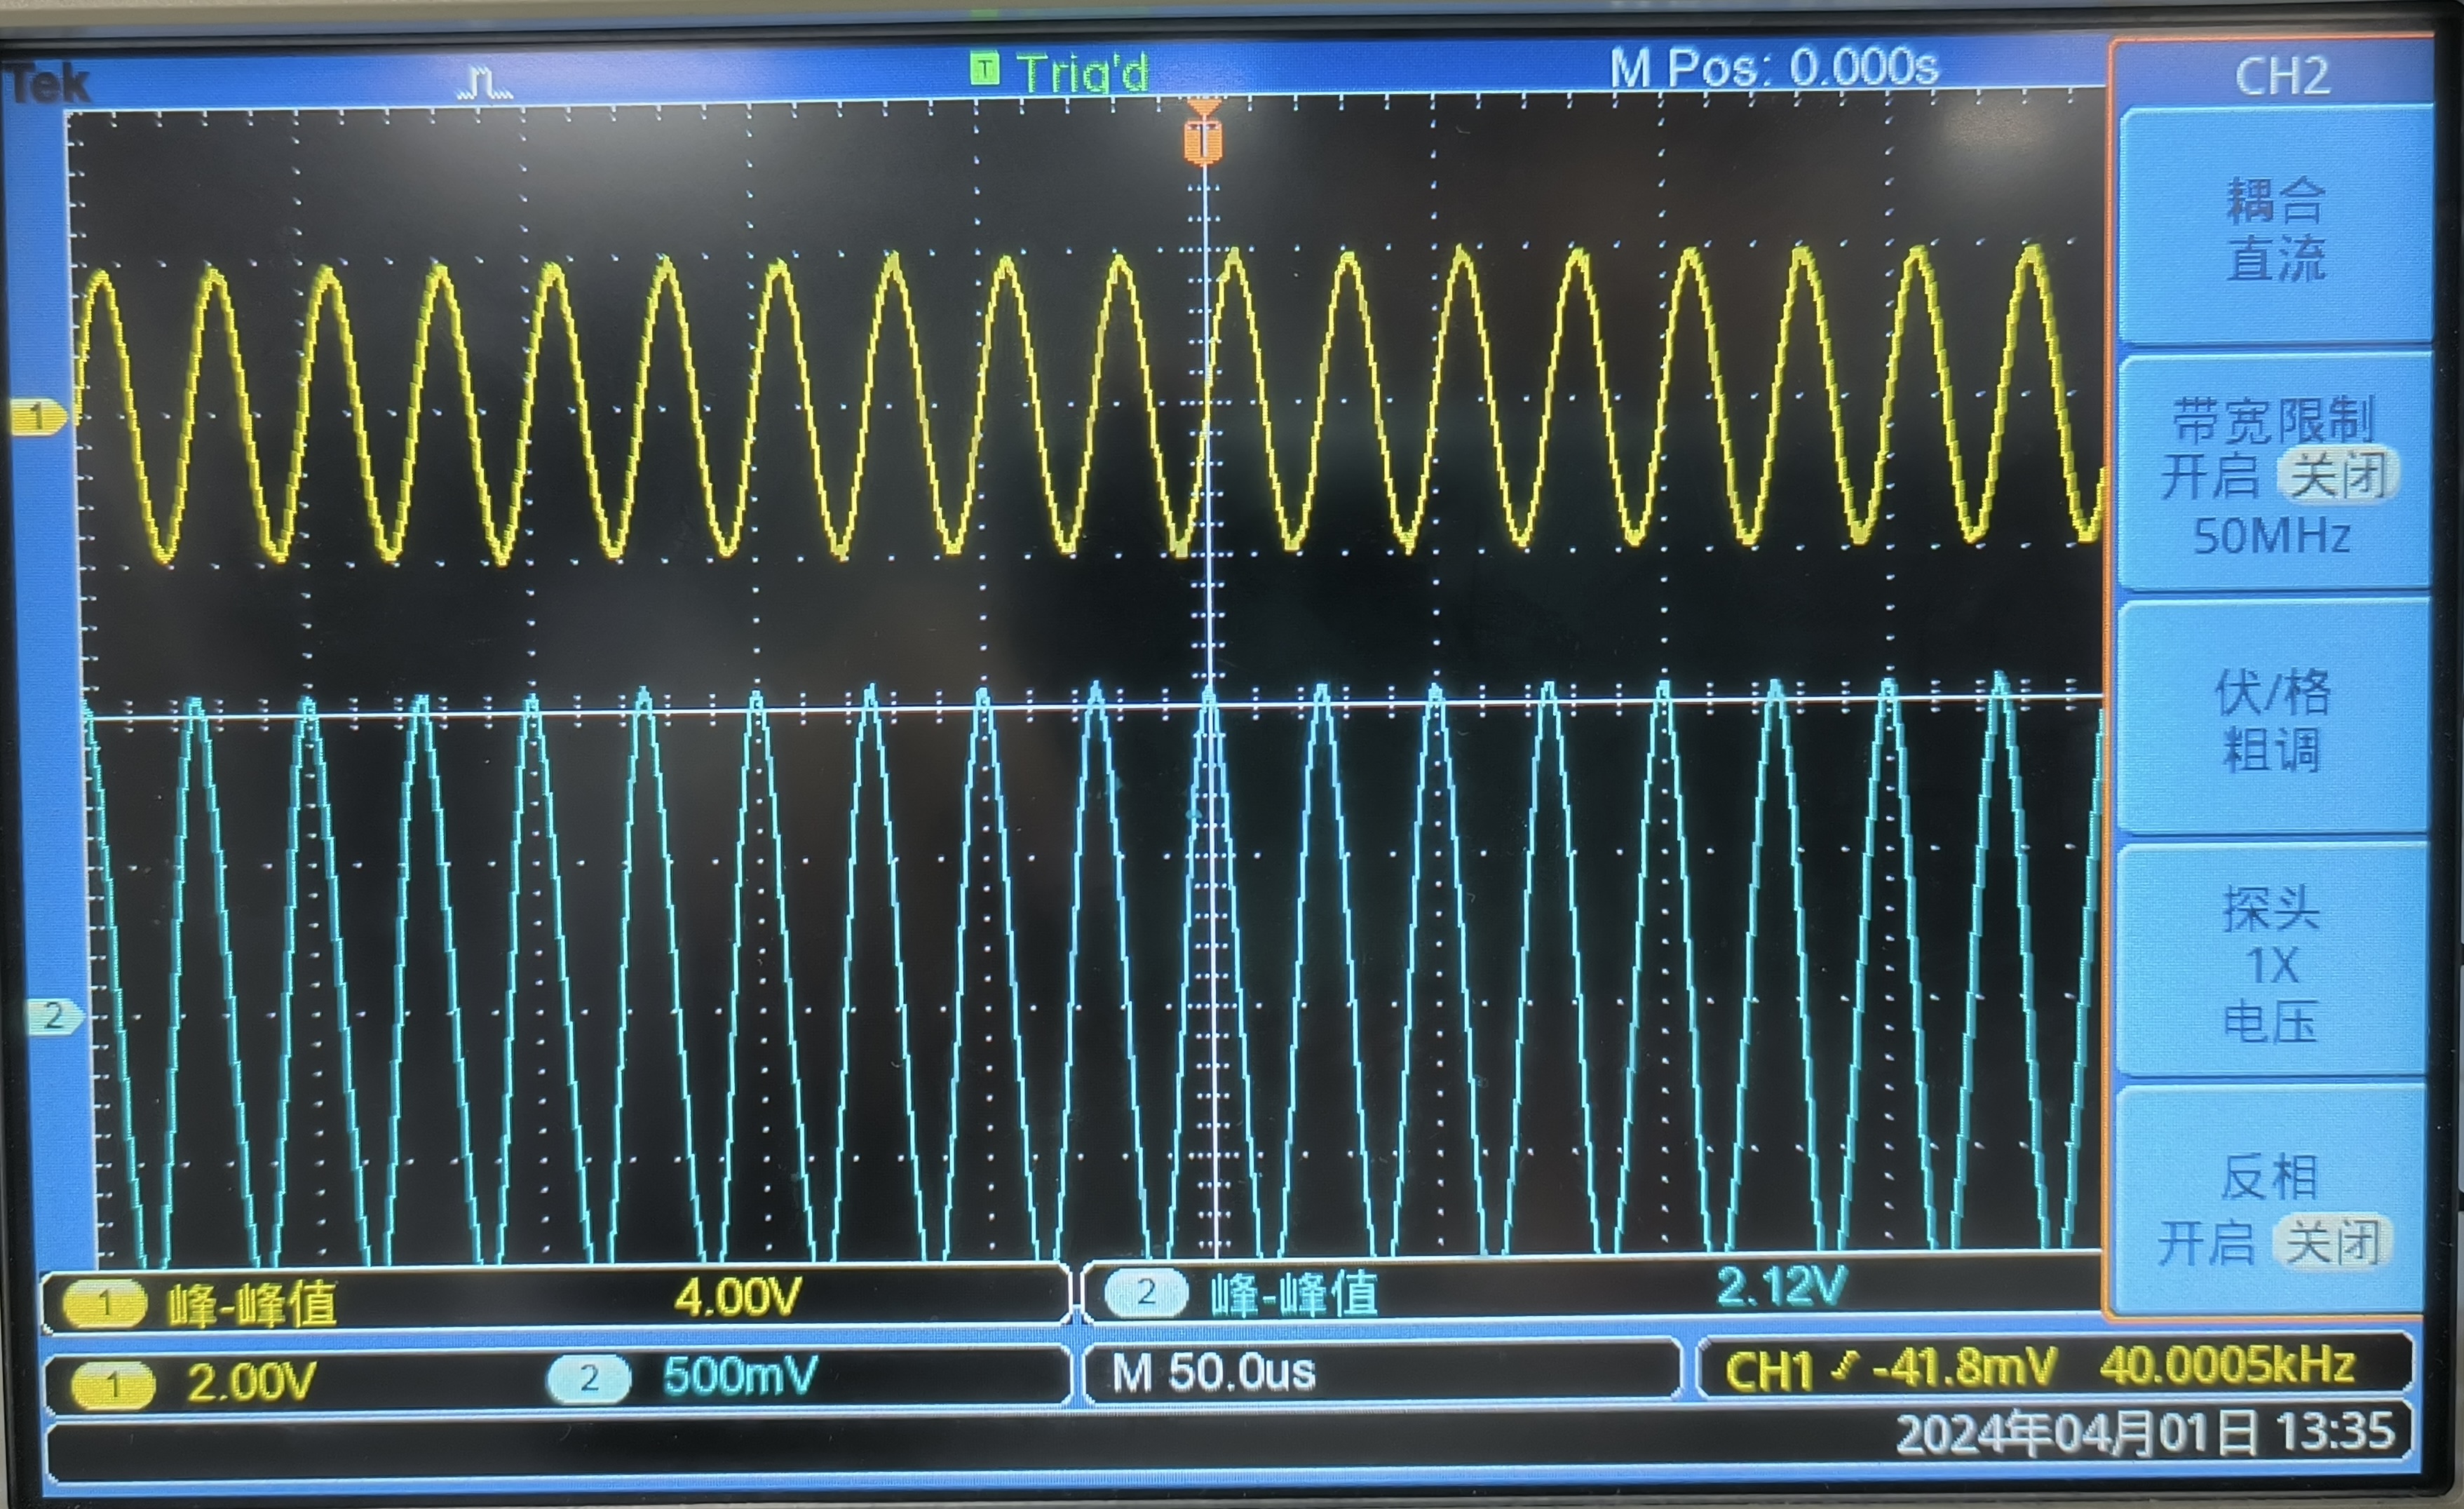 Tek T Trig'd M Pos: 0.000s
CH2
耦合
直流
带宽限制
开启 关闭
50MHz
伏/格
粗调
探头
1X
电压
反相
开启 关闭
1
2
1 峰-峰值 4.00V 2 峰-峰值 2.12V
1 2.00V 2 500mV M 50.0us CH1 -41.8mV 40.0005kHz
2024年04月01日 13:35